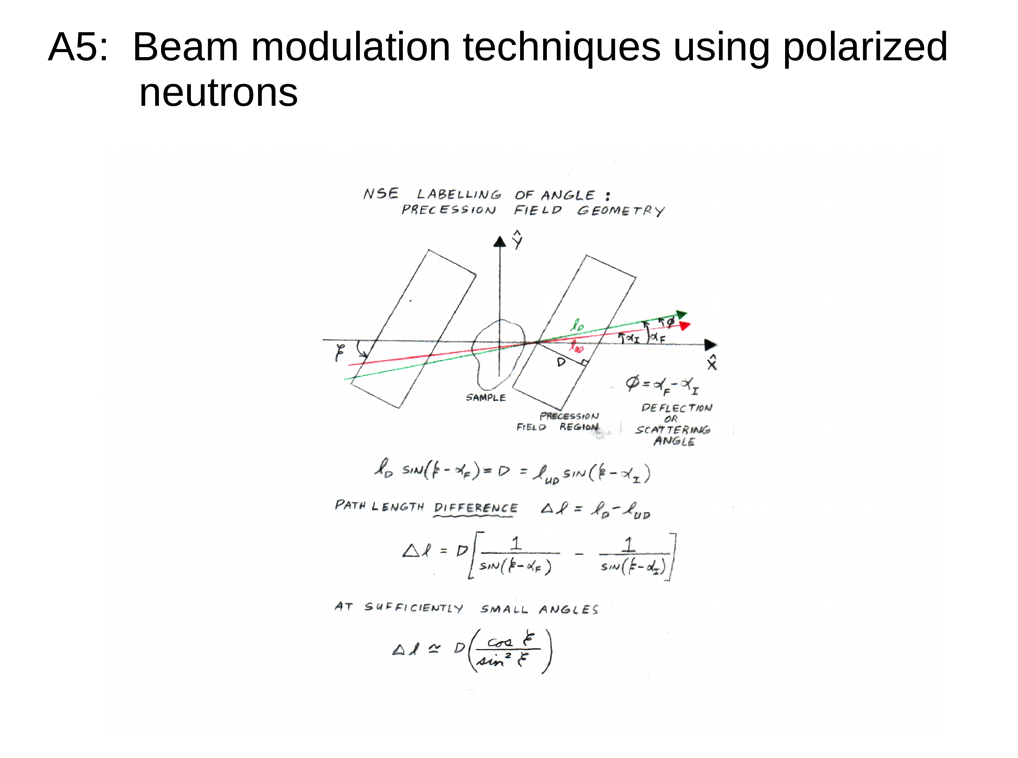 A5: Beam modulation techniques using polarized
neutrons
NSE LABELLING OF ANGLE :
PRECESSION FIELD GEOMETRY
Ŷ
l_D
ϕ
l_UD
α_I
α_F
ξ
D
X̂
SAMPLE
ϕ = α_F - α_I
PRECESSION
FIELD REGION
DEFLECTION
OR
SCATTERING
ANGLE
l_D SIN(ξ - α_F) = D = l_UD SIN(ξ - α_I)
PATH LENGTH DIFFERENCE Δl = l_D - l_UD
Δl = D[1/SIN(ξ - α_F) - 1/SIN(ξ - α_I)]
AT SUFFICIENTLY SMALL ANGLES
Δl ≃ D(cos ξ / sin² ξ)